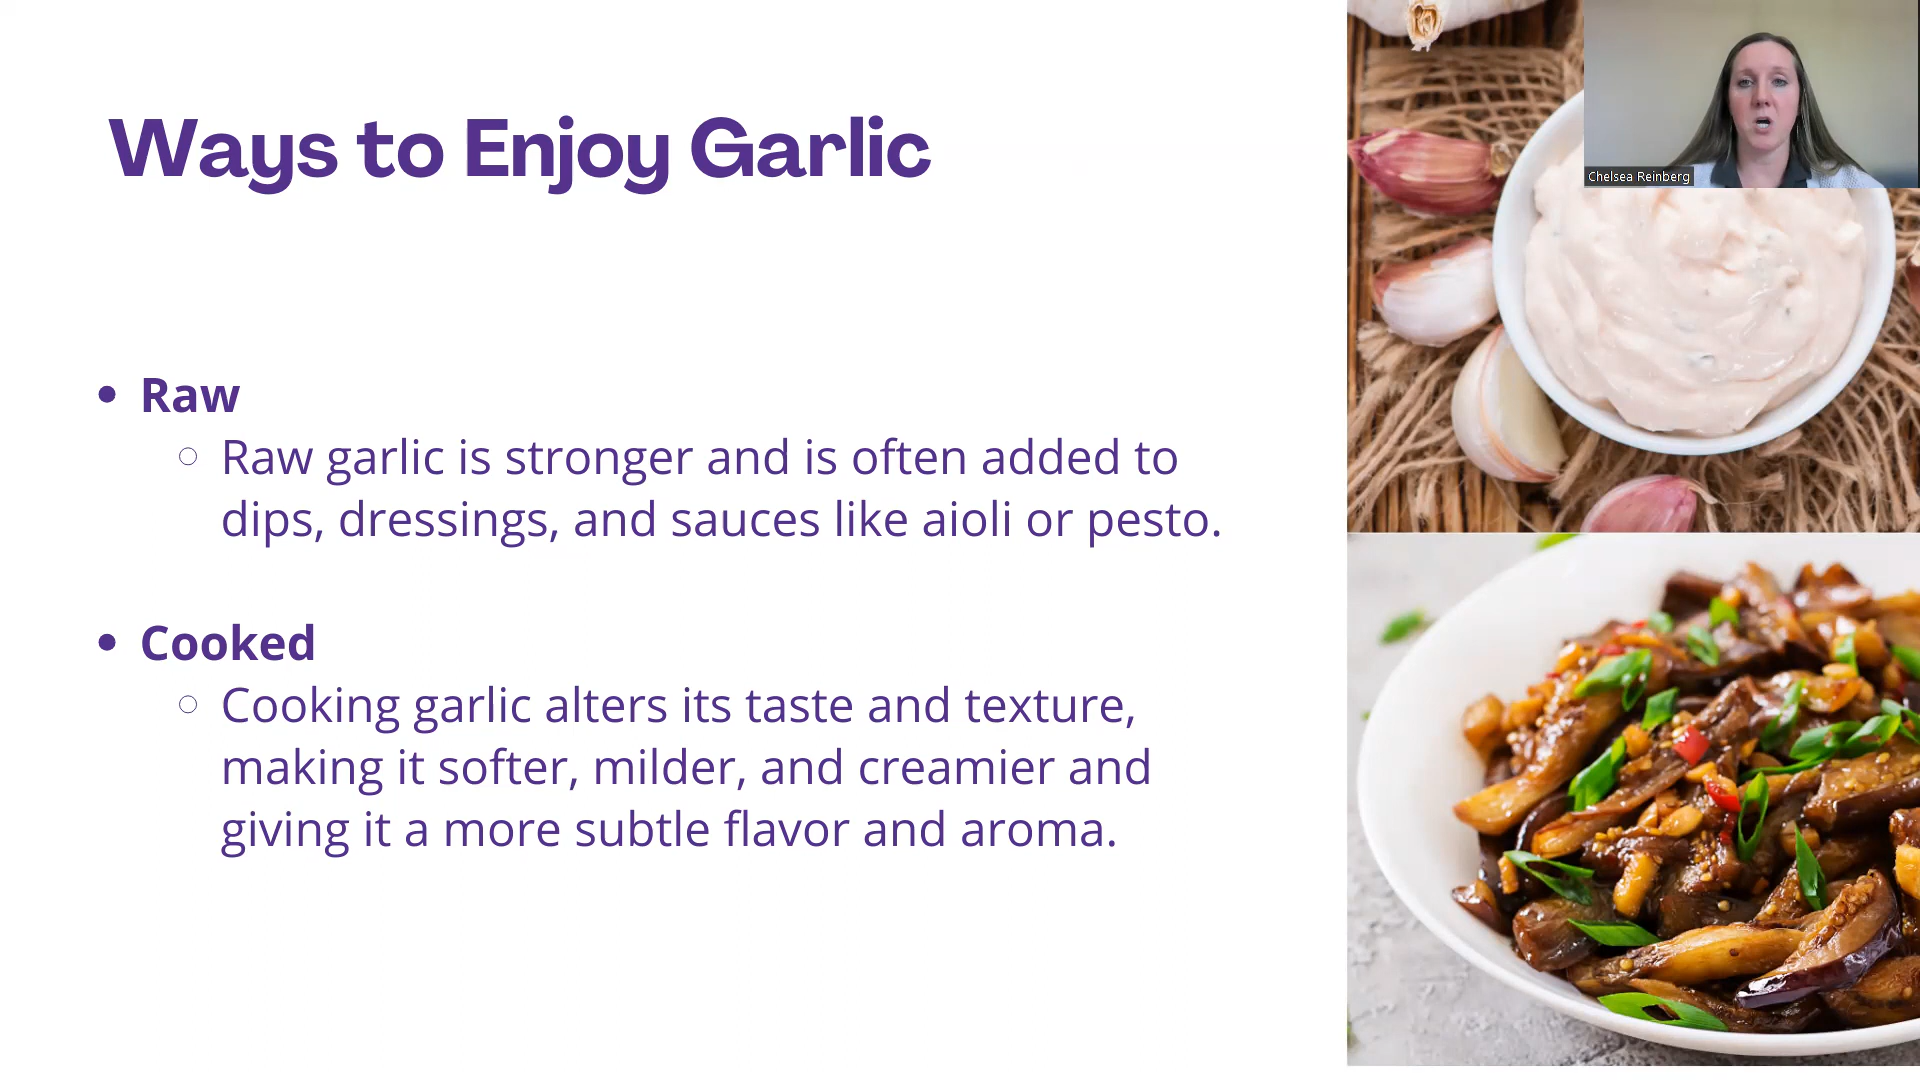 Ways to Enjoy Garlic
Chelsea Reinberg
• Raw
○ Raw garlic is stronger and is often added to
dips, dressings, and sauces like aioli or pesto.
• Cooked
○ Cooking garlic alters its taste and texture,
making it softer, milder, and creamier and
giving it a more subtle flavor and aroma.